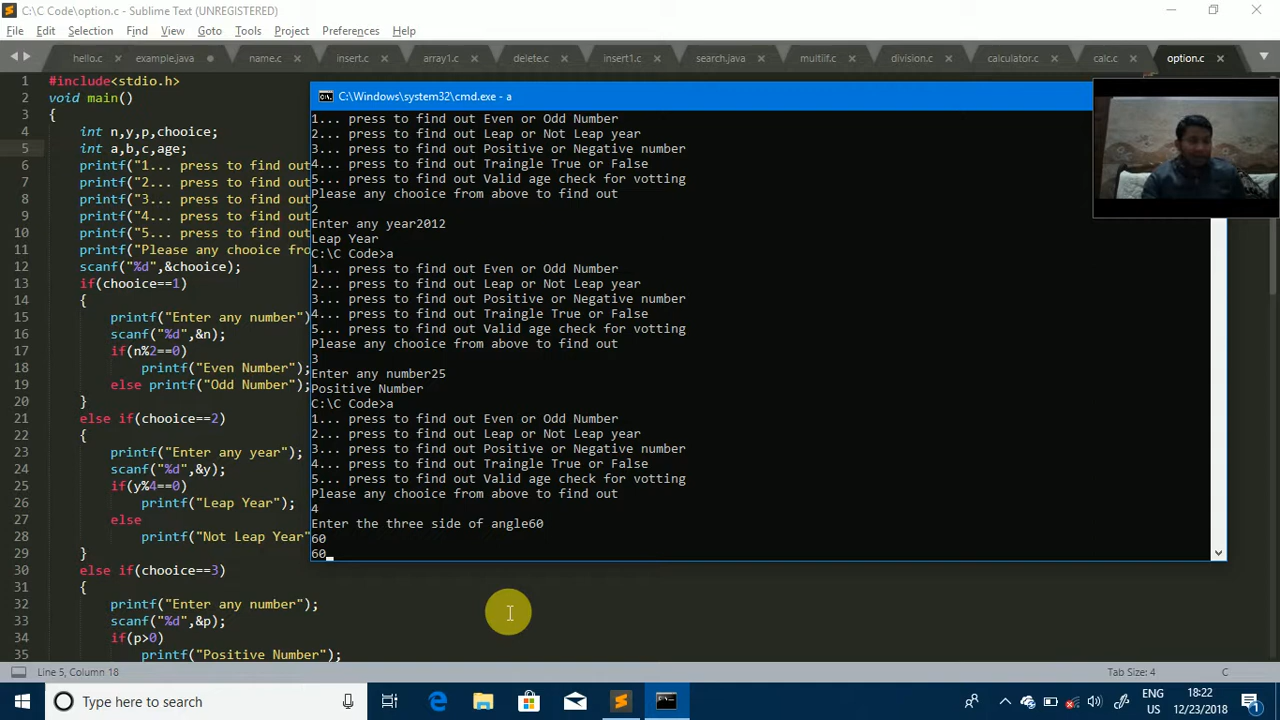 C:\C Code\option.c - Sublime Text (UNREGISTERED)
File Edit Selection Find View Goto Tools Project Preferences Help
hello.c example.java name.c insert.c array1.c delete.c insert1.c search.java multiif.c division.c calculator.c calc.c option.c
1 #include<stdio.h>
2 void main()
3 {
4 int n,y,p,chooice;
5 int a,b,c,age;
6 printf("1... press to find out
7 printf("2... press to find out
8 printf("3... press to find out
9 printf("4... press to find out
10 printf("5... press to find out
11 printf("Please any chooice fro
12 scanf("%d",&chooice);
13 if(chooice==1)
14 {
15 printf("Enter any number")
16 scanf("%d",&n);
17 if(n%2==0)
18 printf("Even Number");
19 else printf("Odd Number");
20 }
21 else if(chooice==2)
22 {
23 printf("Enter any year");
24 scanf("%d",&y);
25 if(y%4==0)
26 printf("Leap Year");
27 else
28 printf("Not Leap Year"
29 }
30 else if(chooice==3)
31 {
32 printf("Enter any number");
33 scanf("%d",&p);
34 if(p>0)
35 printf("Positive Number");
C:\Windows\system32\cmd.exe - a
1... press to find out Even or Odd Number
2... press to find out Leap or Not Leap year
3... press to find out Positive or Negative number
4... press to find out Traingle True or False
5... press to find out Valid age check for votting
Please any chooice from above to find out
2
Enter any year2012
Leap Year
C:\C Code>a
1... press to find out Even or Odd Number
2... press to find out Leap or Not Leap year
3... press to find out Positive or Negative number
4... press to find out Traingle True or False
5... press to find out Valid age check for votting
Please any chooice from above to find out
3
Enter any number25
Positive Number
C:\C Code>a
1... press to find out Even or Odd Number
2... press to find out Leap or Not Leap year
3... press to find out Positive or Negative number
4... press to find out Traingle True or False
5... press to find out Valid age check for votting
Please any chooice from above to find out
4
Enter the three side of angle60
60
60
Line 5, Column 18 Tab Size: 4 C
Type here to search
ENG
US
18:22
12/23/2018
1